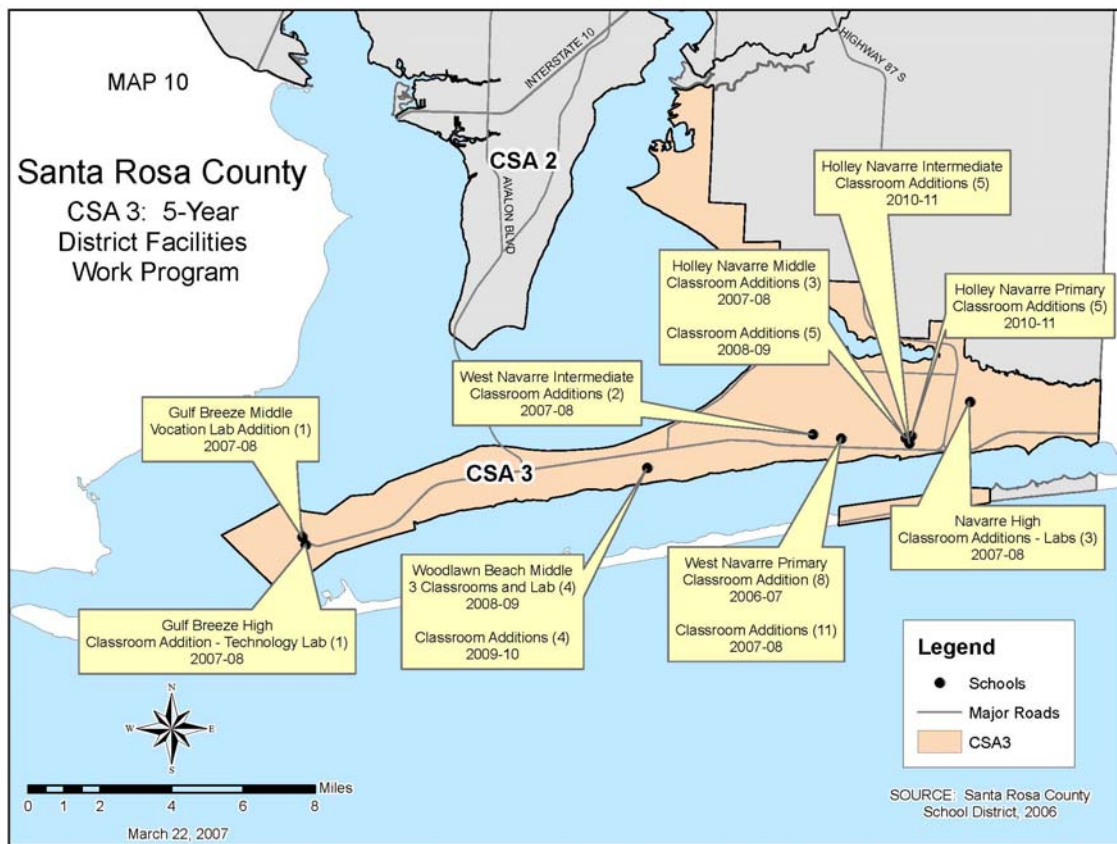 MAP 10
Santa Rosa County
CSA 3: 5-Year
District Facilities
Work Program
INTERSTATE 10
HIGHWAY 87 S
CSA 2
AVALON BLVD
Holley Navarre Intermediate
Classroom Additions (5)
2010-11
Holley Navarre Middle
Classroom Additions (3)
2007-08
Classroom Additions (5)
2008-09
Holley Navarre Primary
Classroom Additions (5)
2010-11
West Navarre Intermediate
Classroom Additions (2)
2007-08
Gulf Breeze Middle
Vocation Lab Addition (1)
2007-08
CSA 3
Navarre High
Classroom Additions - Labs (3)
2007-08
Woodlawn Beach Middle
3 Classrooms and Lab (4)
2008-09
Classroom Additions (4)
2009-10
West Navarre Primary
Classroom Addition (8)
2006-07
Classroom Additions (11)
2007-08
Gulf Breeze High
Classroom Addition - Technology Lab (1)
2007-08
Legend
Schools
Major Roads
CSA3
N
W E
S
Miles
0 1 2 4 6 8
March 22, 2007
SOURCE: Santa Rosa County
School District, 2006